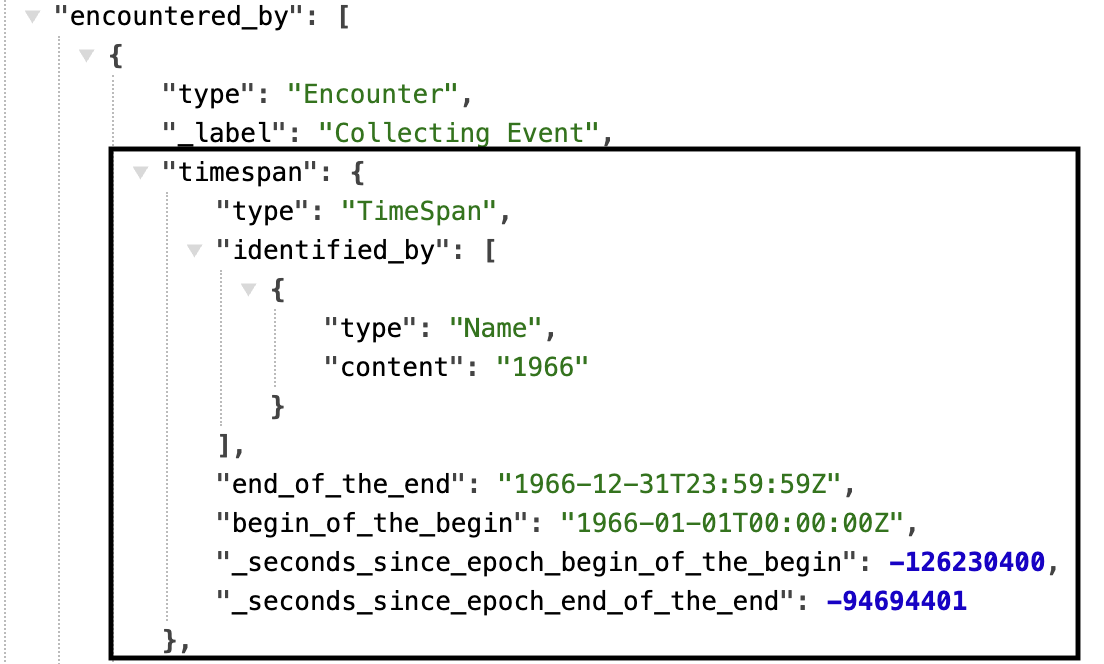 "encountered_by": [
{
"type": "Encounter",
"_label": "Collecting Event",
"timespan": {
"type": "TimeSpan",
"identified_by": [
{
"type": "Name",
"content": "1966"
}
],
"end_of_the_end": "1966-12-31T23:59:59Z",
"begin_of_the_begin": "1966-01-01T00:00:00Z",
"_seconds_since_epoch_begin_of_the_begin": -126230400,
"_seconds_since_epoch_end_of_the_end": -94694401
},